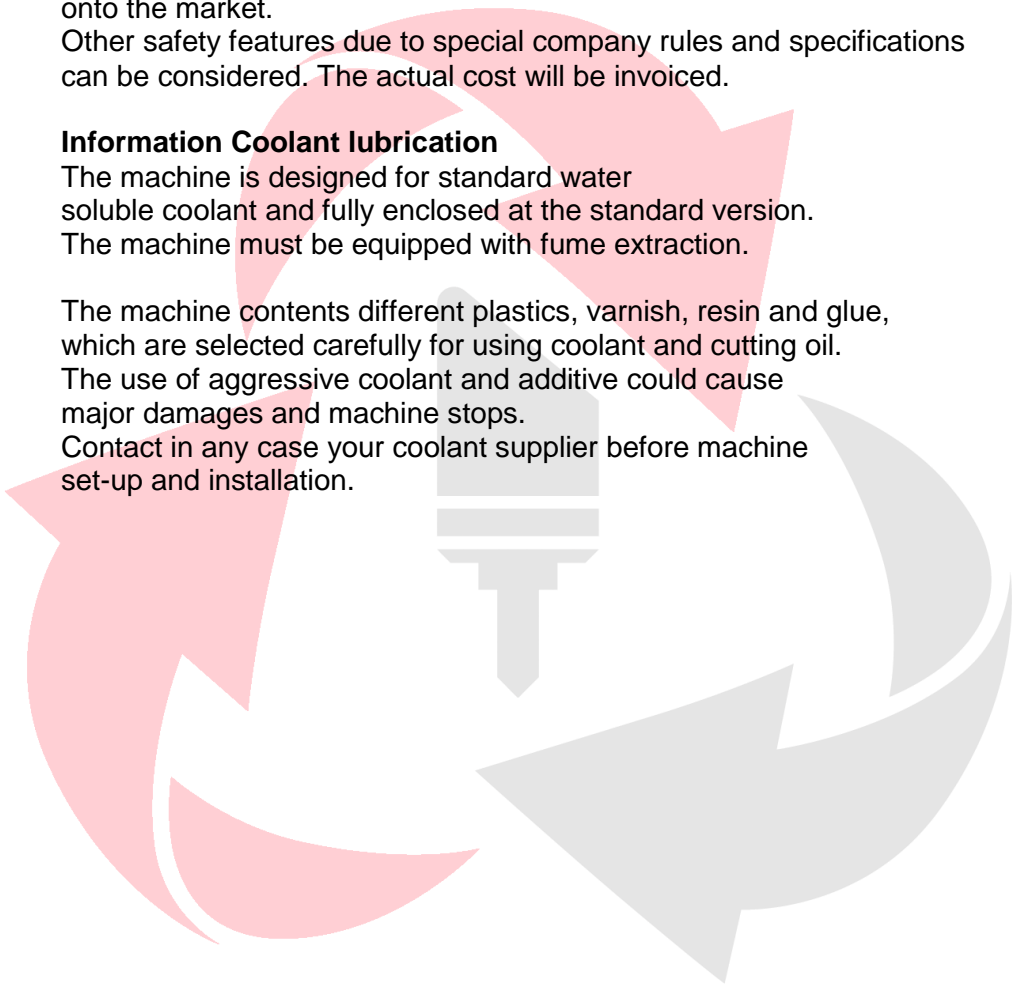 onto the market.
Other safety features due to special company rules and specifications
can be considered. The actual cost will be invoiced.
Information Coolant lubrication
The machine is designed for standard water
soluble coolant and fully enclosed at the standard version.
The machine must be equipped with fume extraction.
The machine contents different plastics, varnish, resin and glue,
which are selected carefully for using coolant and cutting oil.
The use of aggressive coolant and additive could cause
major damages and machine stops.
Contact in any case your coolant supplier before machine
set-up and installation.